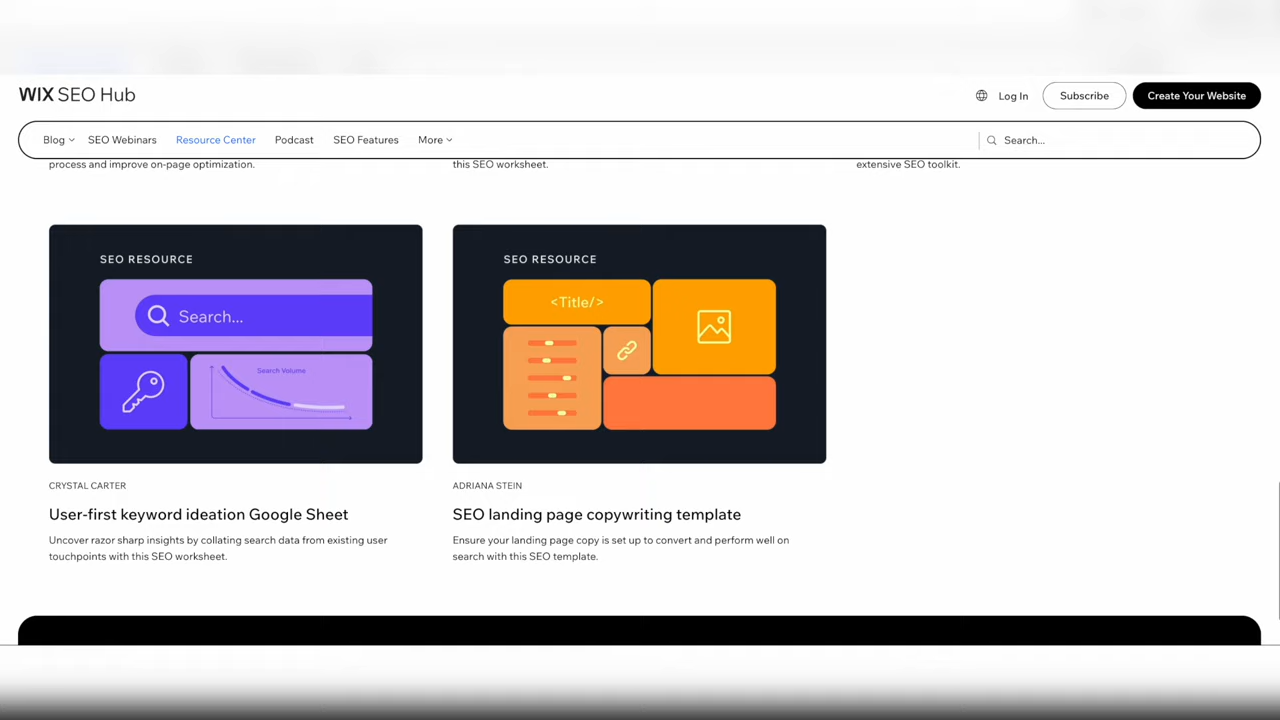 WIX SEO Hub
Log In
Subscribe
Create Your Website
Blog
SEO Webinars
Resource Center
Podcast
SEO Features
More
Search...
process and improve on-page optimization.
this SEO worksheet.
extensive SEO toolkit.
SEO RESOURCE
Search...
Search Volume
CRYSTAL CARTER
User-first keyword ideation Google Sheet
Uncover razor sharp insights by collating search data from existing user
touchpoints with this SEO worksheet.
SEO RESOURCE
<Title/>
ADRIANA STEIN
SEO landing page copywriting template
Ensure your landing page copy is set up to convert and perform well on
search with this SEO template.